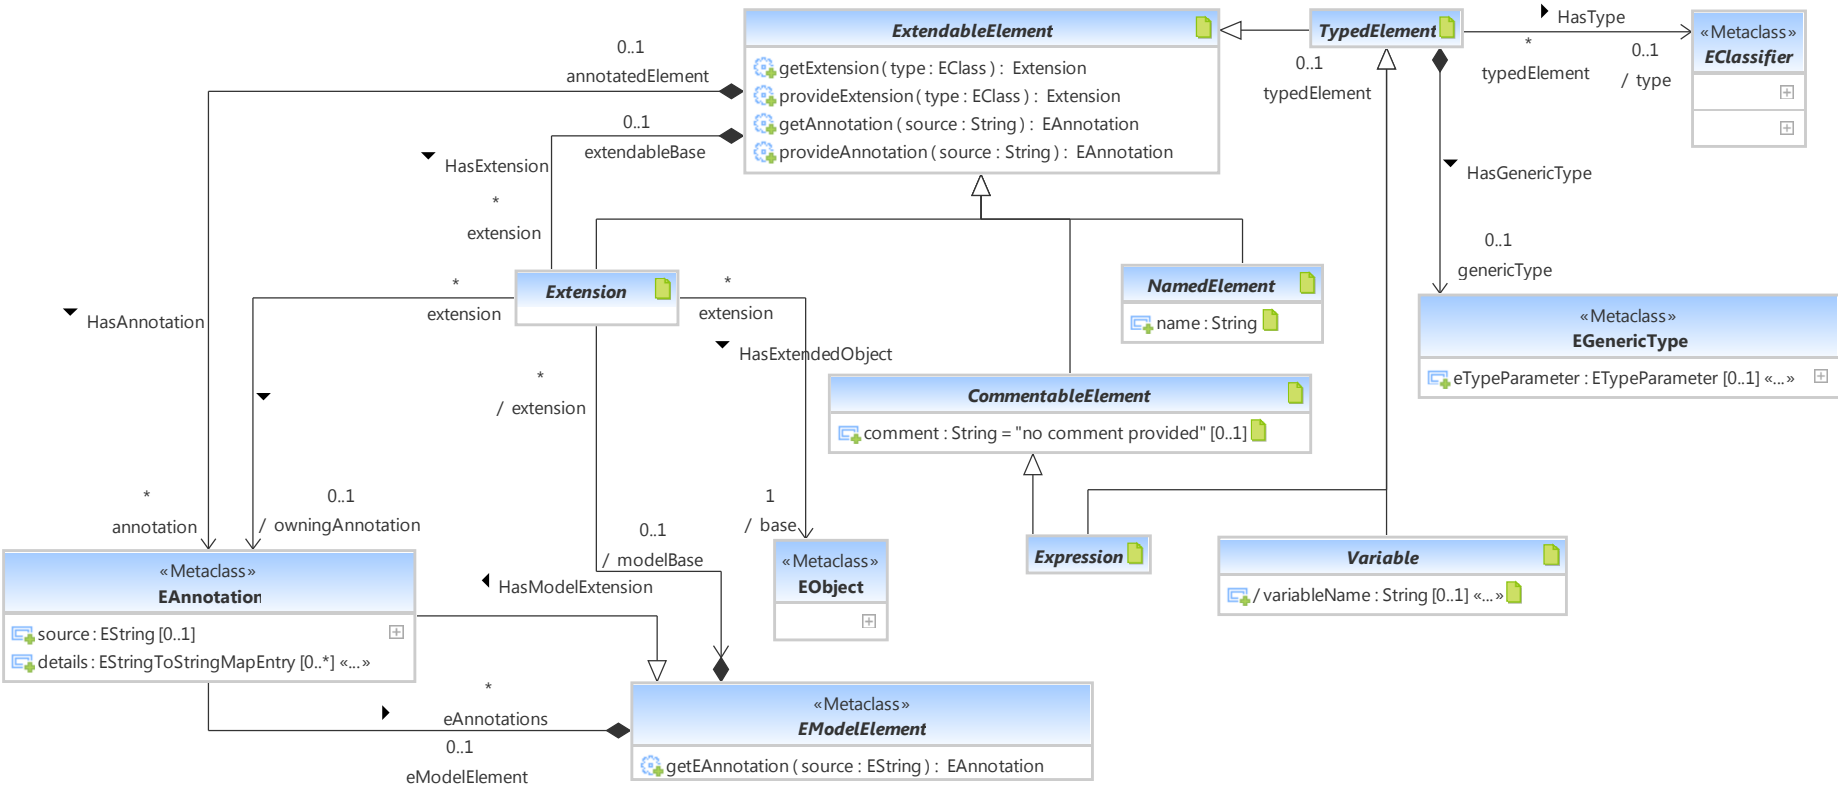 ExtendableElement
getExtension ( type : EClass ) : Extension
provideExtension ( type : EClass ) : Extension
getAnnotation ( source : String ) : EAnnotation
provideAnnotation ( source : String ) : EAnnotation
TypedElement
HasType
*
typedElement
0..1
/ type
«Metaclass»
EClassifier
0..1
typedElement
0..1
annotatedElement
0..1
extendableBase
HasExtension
*
extension
HasGenericType
0..1
genericType
«Metaclass»
EGenericType
eTypeParameter : ETypeParameter [0..1] «...»
NamedElement
name : String
Extension
*
extension
*
extension
HasAnnotation
HasExtendedObject
*
/ extension
CommentableElement
comment : String = "no comment provided" [0..1]
*
annotation
0..1
/ owningAnnotation
0..1
/ modelBase
1
/ base
«Metaclass»
EObject
Expression
Variable
/ variableName : String [0..1] «...»
«Metaclass»
EAnnotation
source : EString [0..1]
details : EStringToStringMapEntry [0..*] «...»
HasModelExtension
*
eAnnotations
0..1
eModelElement
«Metaclass»
EModelElement
getEAnnotation ( source : EString ) : EAnnotation